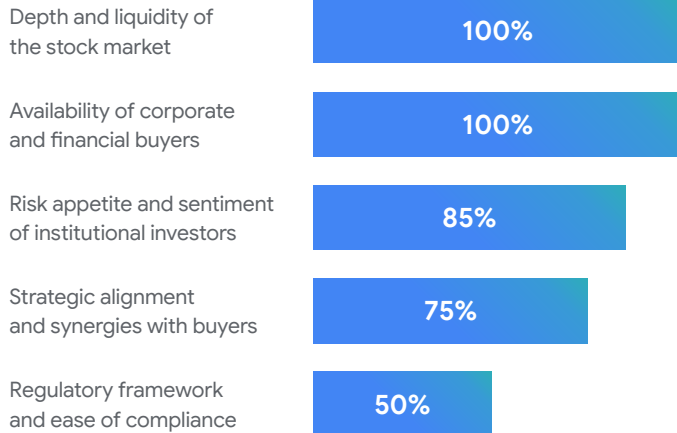 Depth and liquidity of
the stock market
100%
Availability of corporate
and financial buyers
100%
Risk appetite and sentiment
of institutional investors
85%
Strategic alignment
and synergies with buyers
75%
Regulatory framework
and ease of compliance
50%